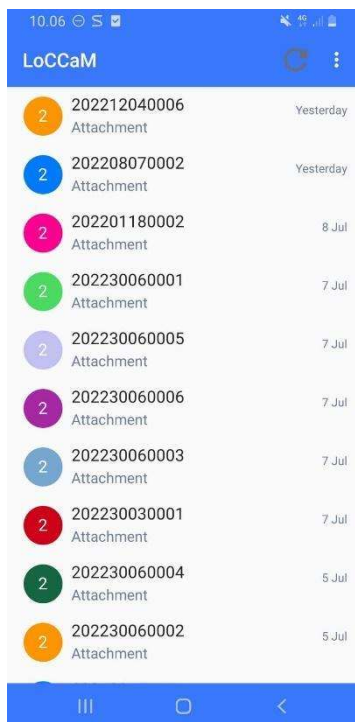 10.06
4G
LoCCaM
2
202212040006
Yesterday
Attachment
2
202208070002
Yesterday
Attachment
2
202201180002
8 Jul
Attachment
2
202230060001
7 Jul
Attachment
2
202230060005
7 Jul
Attachment
2
202230060006
7 Jul
Attachment
2
202230060003
7 Jul
Attachment
2
202230030001
7 Jul
Attachment
2
202230060004
5 Jul
Attachment
2
202230060002
5 Jul
Attachment